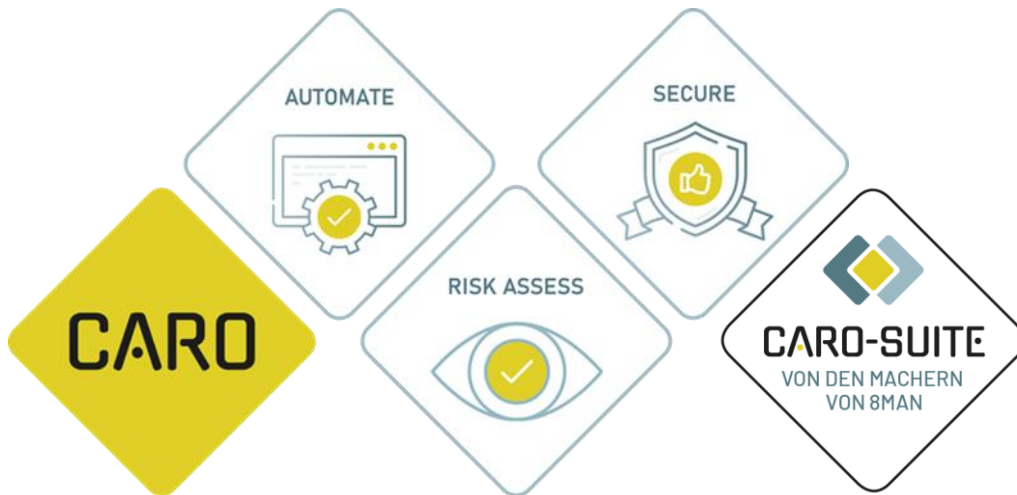 AUTOMATE
SECURE
RISK ASSESS
CARO
CARO-SUITE
VON DEN MACHERN
VON 8MAN